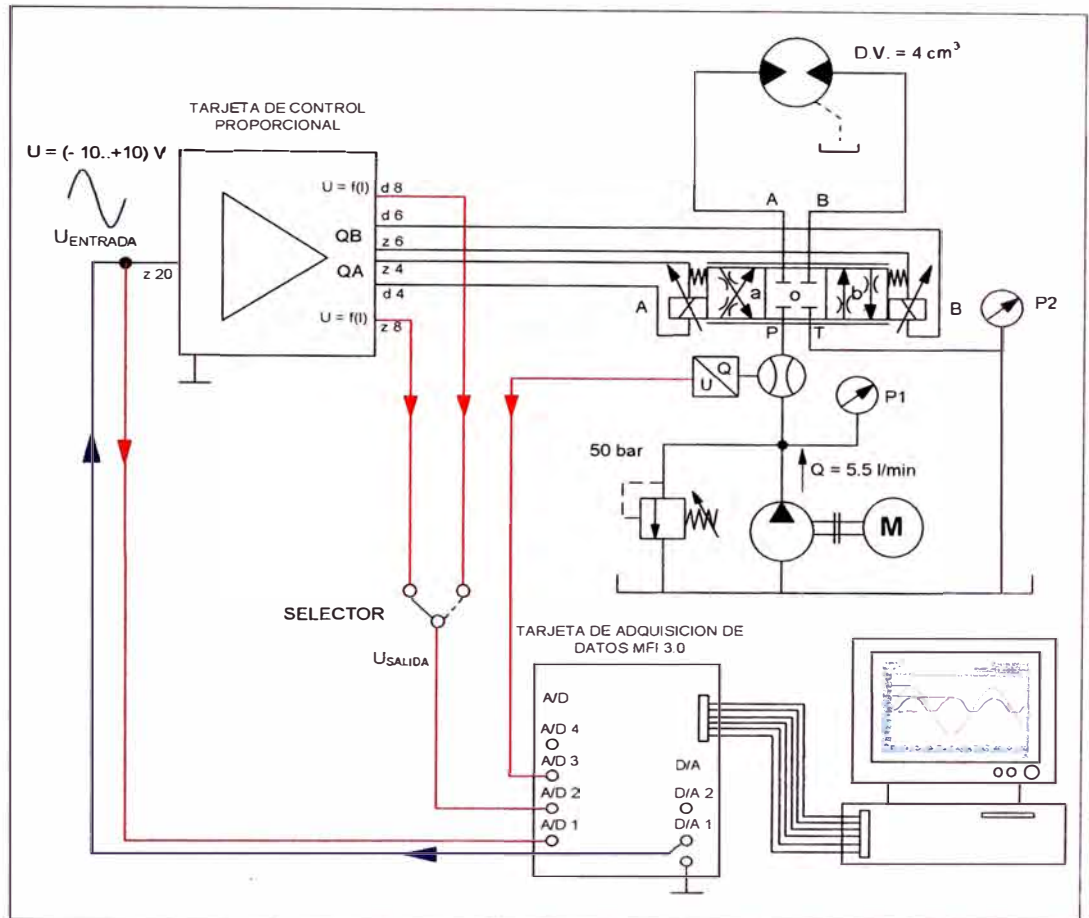 D.V. = 4 cm³
TARJETA DE CONTROL
PROPORCIONAL
U = (- 10..+10) V
UENTRADA
z 20
U = f(I)
d 8
d 6
QB
z 6
QA
z 4
d 4
U = f(I)
z 8
A
B
A
a
o
b
B
P
T
P2
Q
U
P1
50 bar
Q = 5.5 l/min
M
SELECTOR
USALIDA
TARJETA DE ADQUISICION DE
DATOS MFI 3.0
A/D
A/D 4
A/D 3
D/A
A/D 2
D/A 2
A/D 1
D/A 1